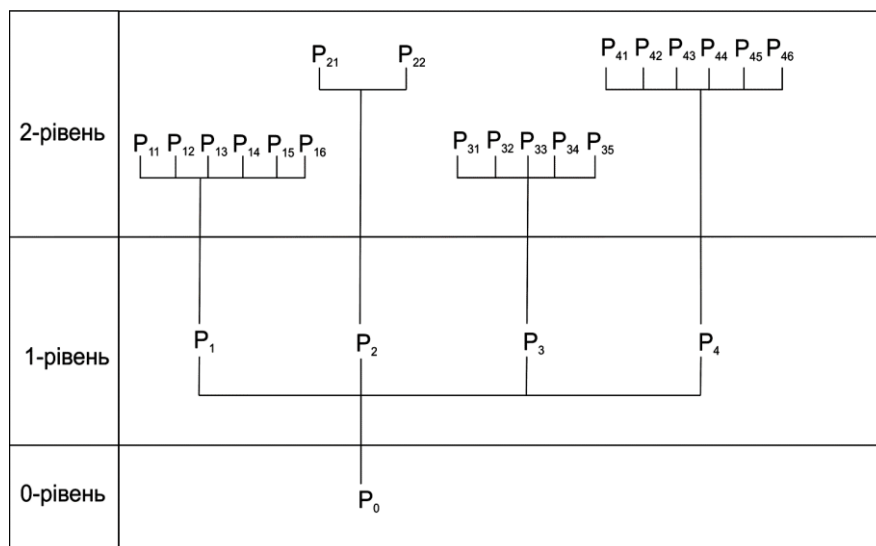 P₂₁ P₂₂
P₄₁ P₄₂ P₄₃ P₄₄ P₄₅ P₄₆
2-рівень
P₁₁ P₁₂ P₁₃ P₁₄ P₁₅ P₁₆
P₃₁ P₃₂ P₃₃ P₃₄ P₃₅
1-рівень
P₁ P₂ P₃ P₄
0-рівень
P₀